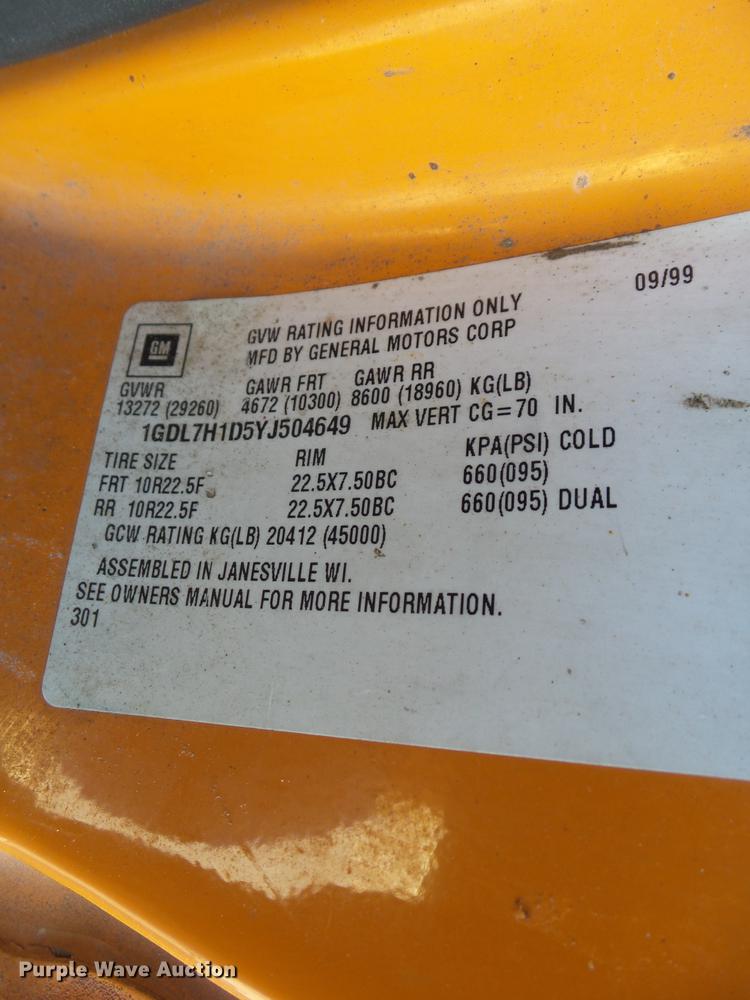 09/99
GM
GVW RATING INFORMATION ONLY
MFD BY GENERAL MOTORS CORP
GVWR GAWR FRT GAWR RR
13272 (29260) 4672 (10300) 8600 (18960) KG(LB)
1GDL7H1D5YJ504649 MAX VERT CG=70 IN.
TIRE SIZE RIM KPA(PSI) COLD
FRT 10R22.5F 22.5X7.50BC 660(095)
RR 10R22.5F 22.5X7.50BC 660(095) DUAL
GCW RATING KG(LB) 20412 (45000)
ASSEMBLED IN JANESVILLE WI.
SEE OWNERS MANUAL FOR MORE INFORMATION.
301
Purple Wave Auction